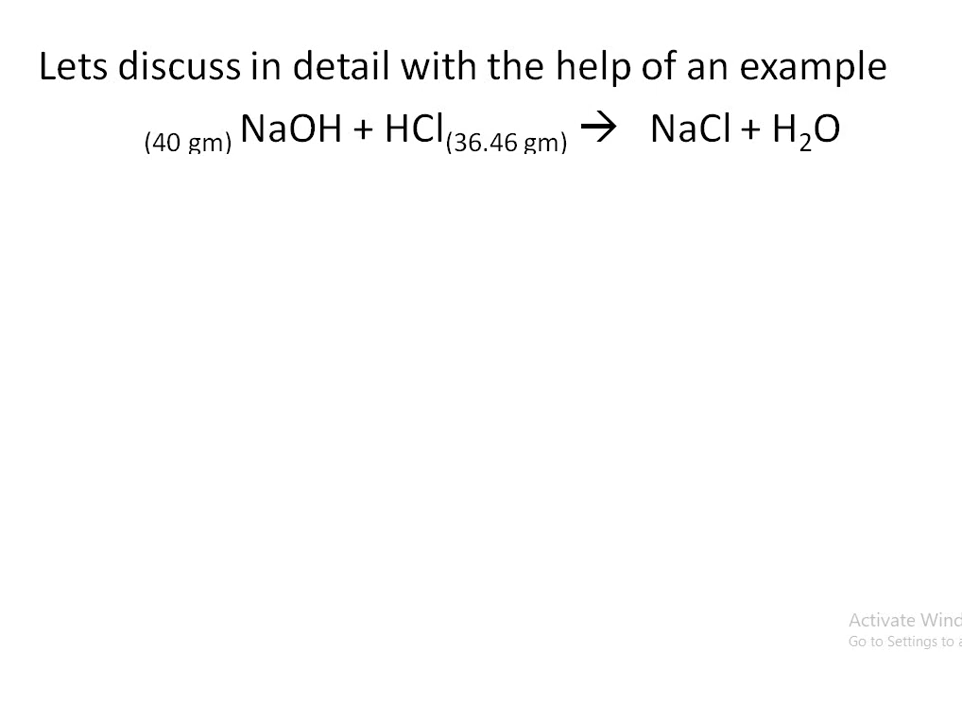 Lets discuss in detail with the help of an example
(40 gm) NaOH + HCl(36.46 gm) → NaCl + H₂O
Activate Wind
Go to Settings to a